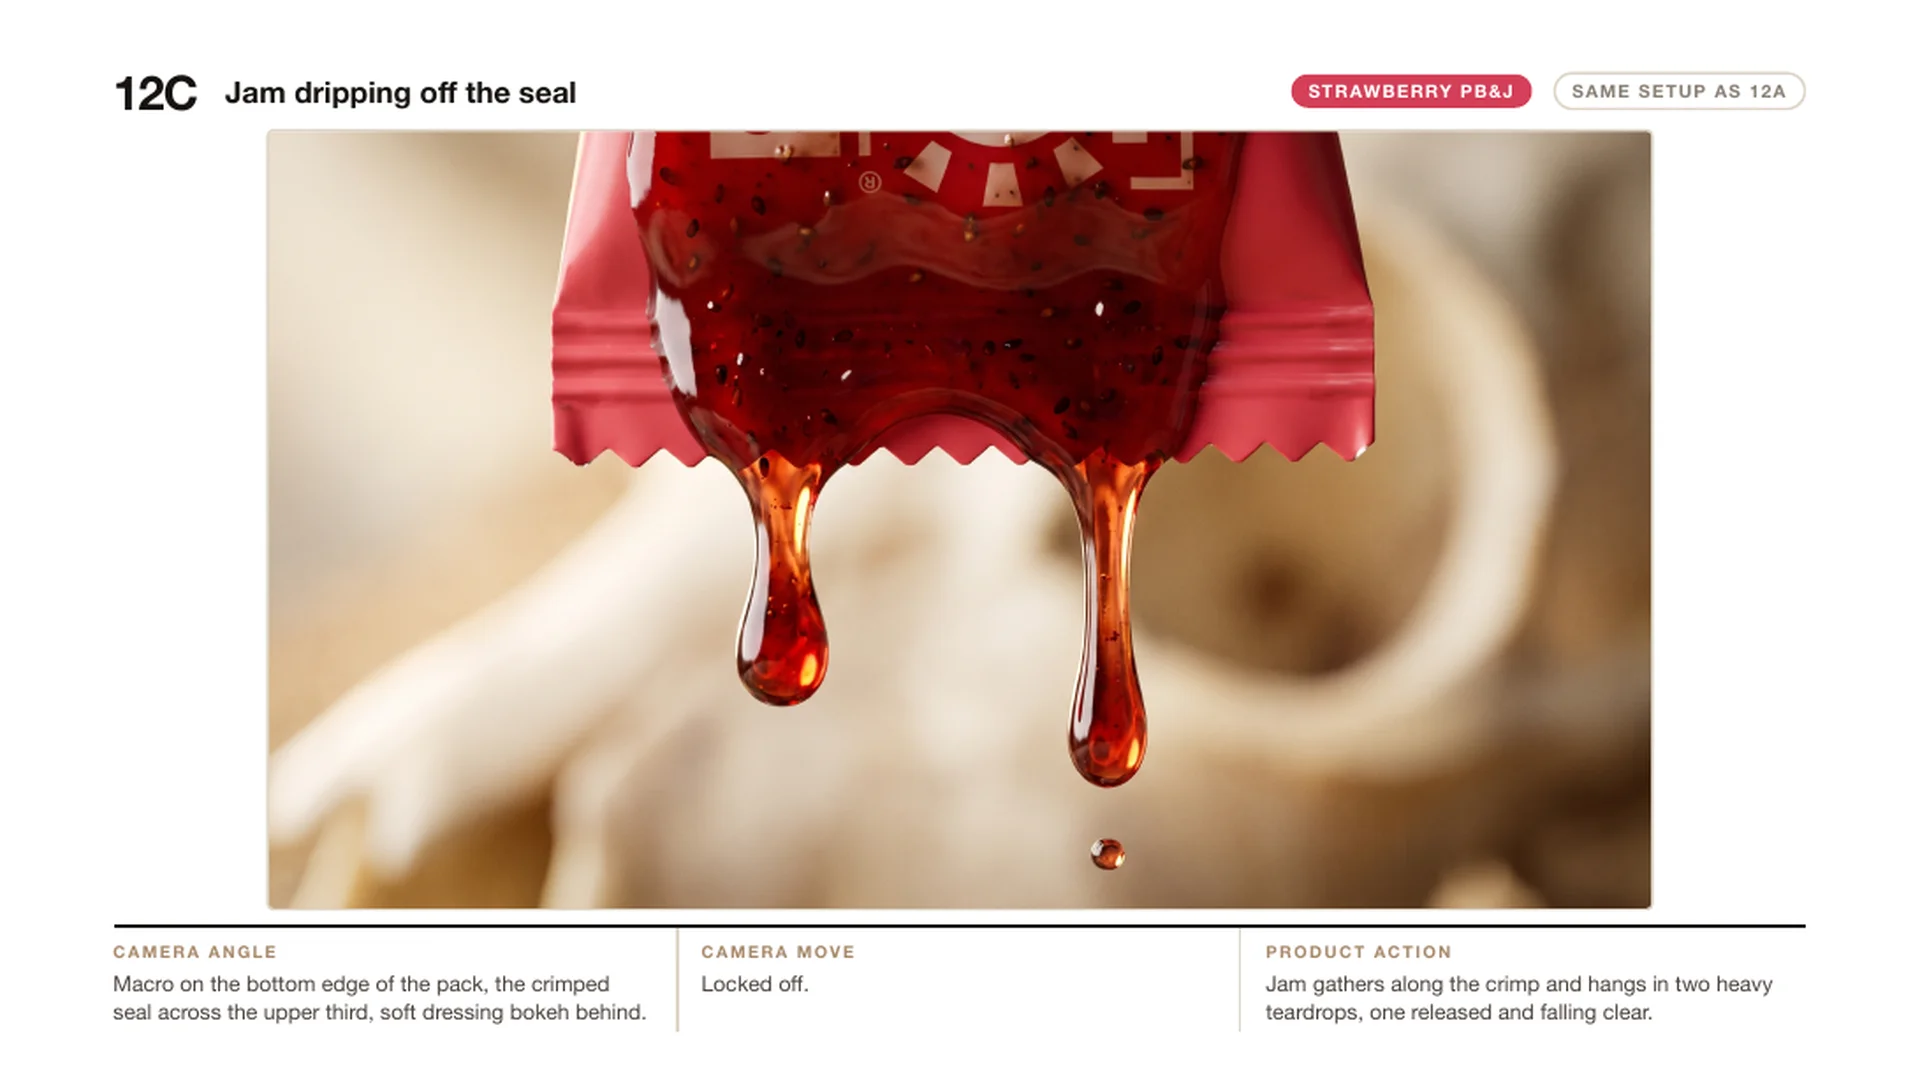 12C Jam dripping off the seal
STRAWBERRY PB&J
SAME SETUP AS 12A
®
CAMERA ANGLE
Macro on the bottom edge of the pack, the crimped
seal across the upper third, soft dressing bokeh behind.
CAMERA MOVE
Locked off.
PRODUCT ACTION
Jam gathers along the crimp and hangs in two heavy
teardrops, one released and falling clear.